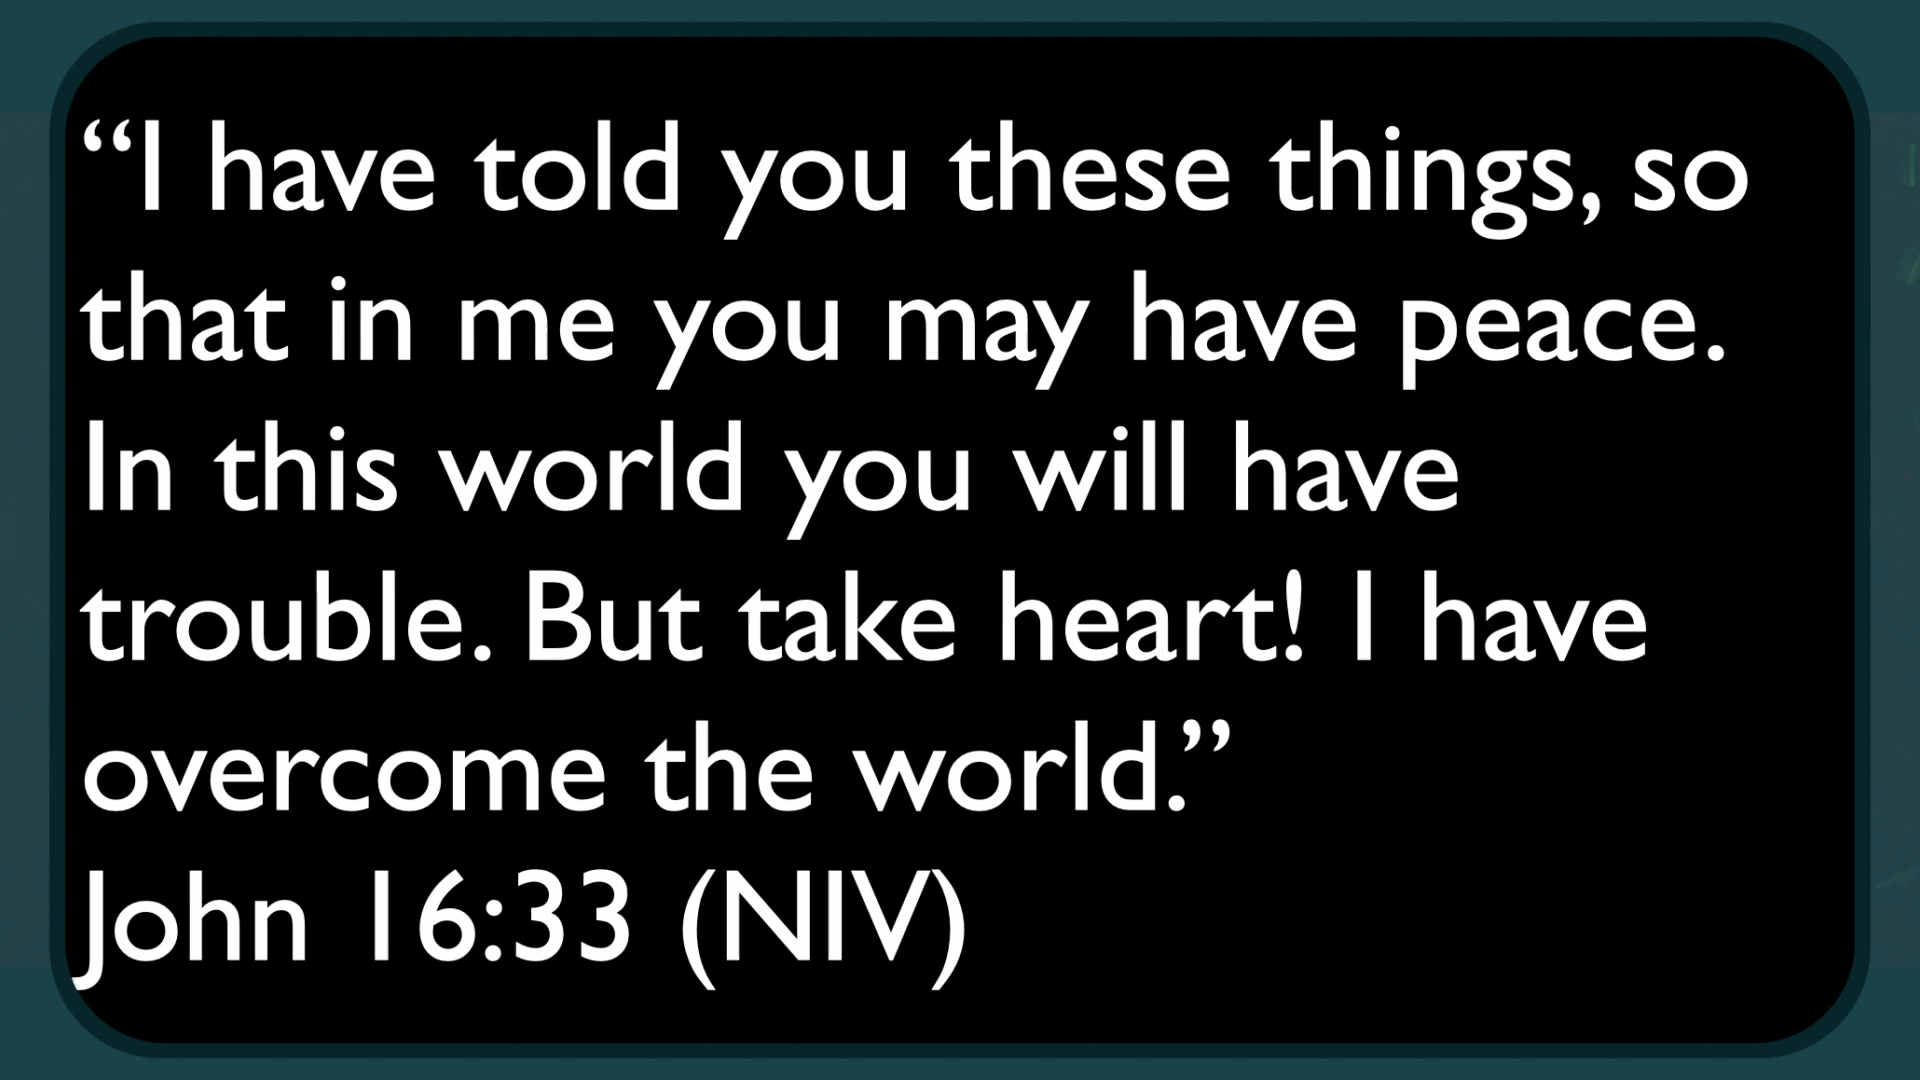 “I have told you these things, so
that in me you may have peace.
In this world you will have
trouble. But take heart! I have
overcome the world.”
John 16:33 (NIV)